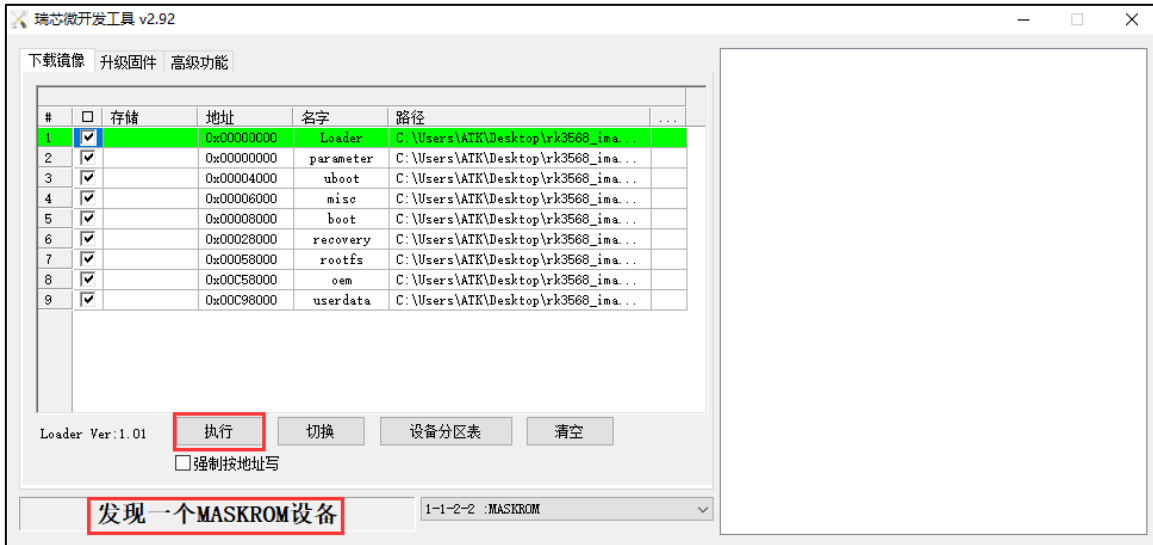 瑞芯微开发工具 v2.92
下载镜像 升级固件 高级功能
# 存储 地址 名字 路径 ...
1 0x00000000 Loader C:\Users\ATK\Desktop\rk3568_ima...
2 0x00000000 parameter C:\Users\ATK\Desktop\rk3568_ima...
3 0x00004000 uboot C:\Users\ATK\Desktop\rk3568_ima...
4 0x00006000 misc C:\Users\ATK\Desktop\rk3568_ima...
5 0x00008000 boot C:\Users\ATK\Desktop\rk3568_ima...
6 0x00028000 recovery C:\Users\ATK\Desktop\rk3568_ima...
7 0x00058000 rootfs C:\Users\ATK\Desktop\rk3568_ima...
8 0x00C58000 oem C:\Users\ATK\Desktop\rk3568_ima...
9 0x00C98000 userdata C:\Users\ATK\Desktop\rk3568_ima...
Loader Ver:1.01 执行 切换 设备分区表 清空
强制按地址写
发现一个MASKROM设备 1-1-2-2 :MASKROM